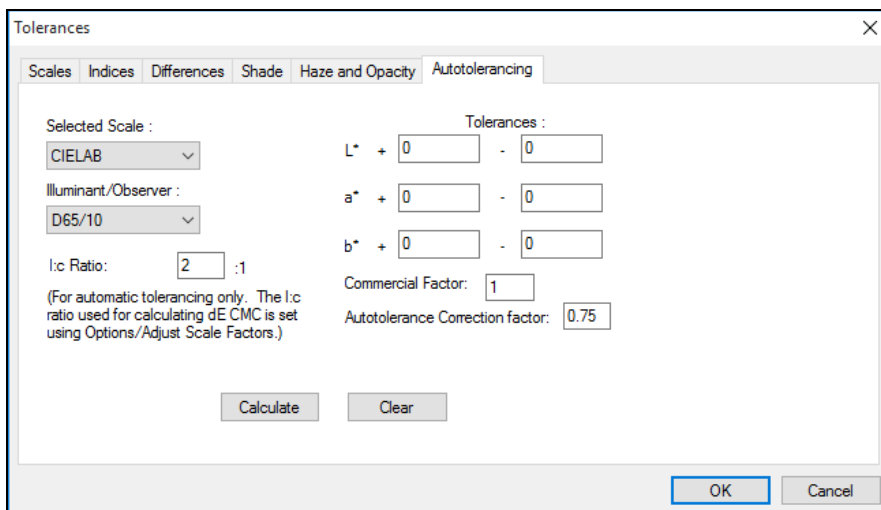 Tolerances
Scales Indices Differences Shade Haze and Opacity Autotolerancing
Selected Scale :
CIELAB
Illuminant/Observer :
D65/10
l:c Ratio: 2 :1
(For automatic tolerancing only. The l:c
ratio used for calculating dE CMC is set
using Options/Adjust Scale Factors.)
Tolerances :
L* + 0 - 0
a* + 0 - 0
b* + 0 - 0
Commercial Factor: 1
Autotolerance Correction factor: 0.75
Calculate Clear
OK Cancel